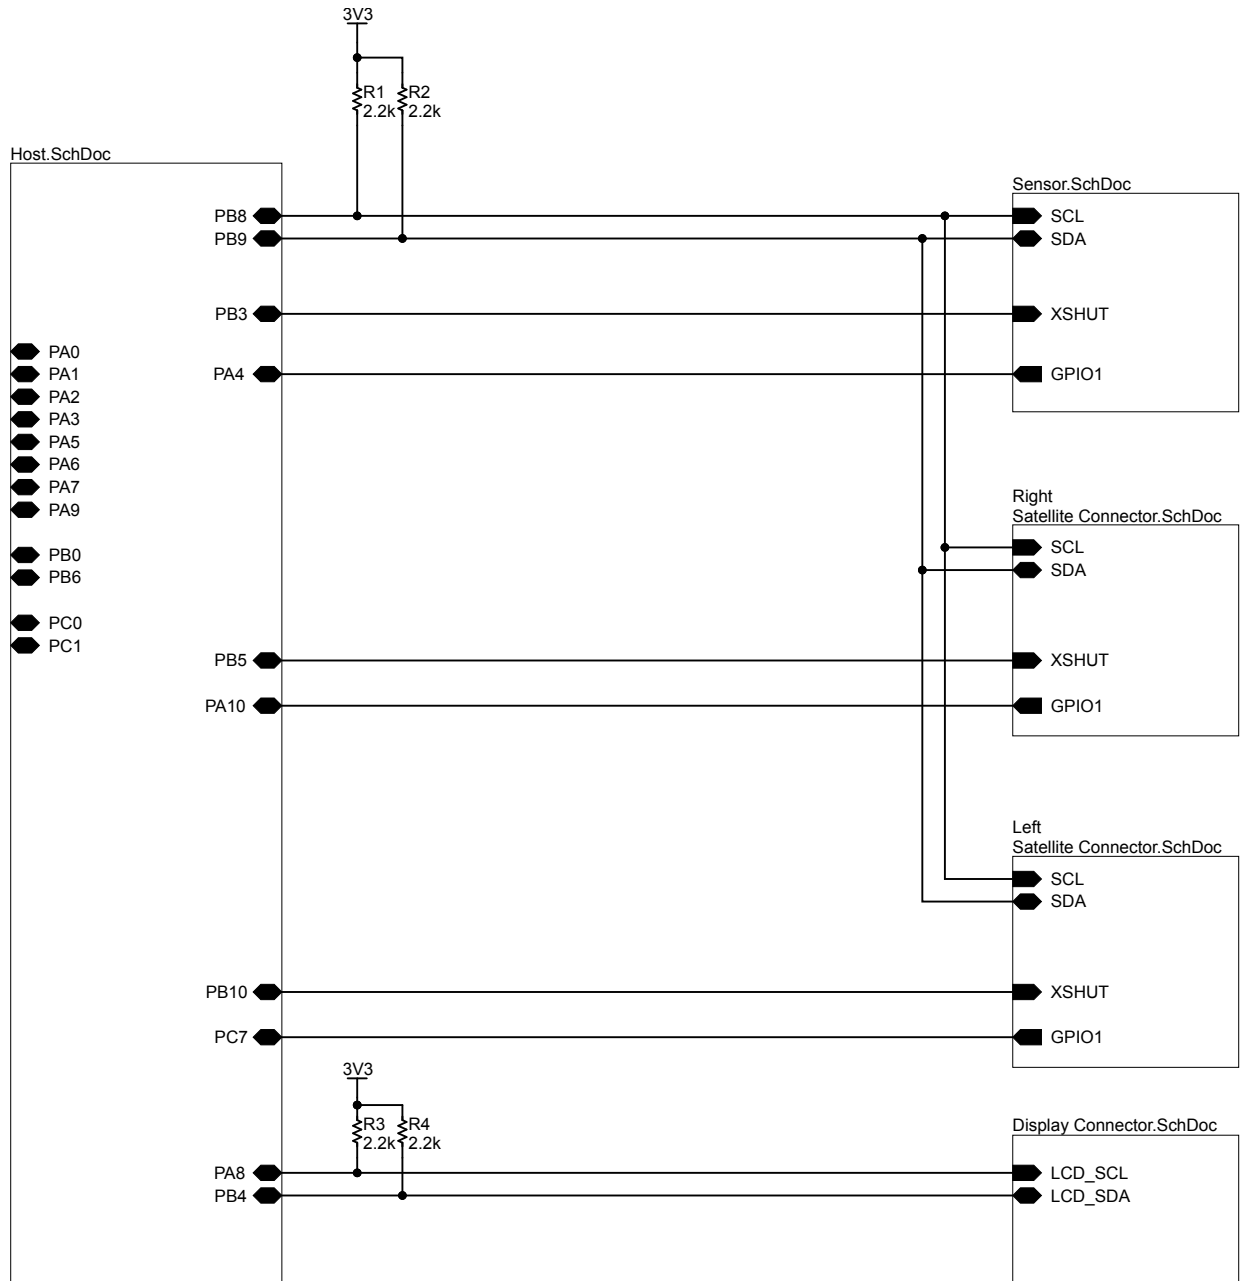 3V3
R1 R2
2.2k 2.2k
Host.SchDoc
Sensor.SchDoc
PB8 SCL
PB9 SDA
PB3 XSHUT
PA0
PA1 PA4 GPIO1
PA2
PA3
PA5
PA6
PA7
PA9
Right
Satellite Connector.SchDoc
PB0 SCL
PB6 SDA
PC0
PC1
PB5 XSHUT
PA10 GPIO1
Left
Satellite Connector.SchDoc
SCL
SDA
PB10 XSHUT
PC7 GPIO1
3V3
R3 R4
2.2k 2.2k
Display Connector.SchDoc
PA8 LCD_SCL
PB4 LCD_SDA